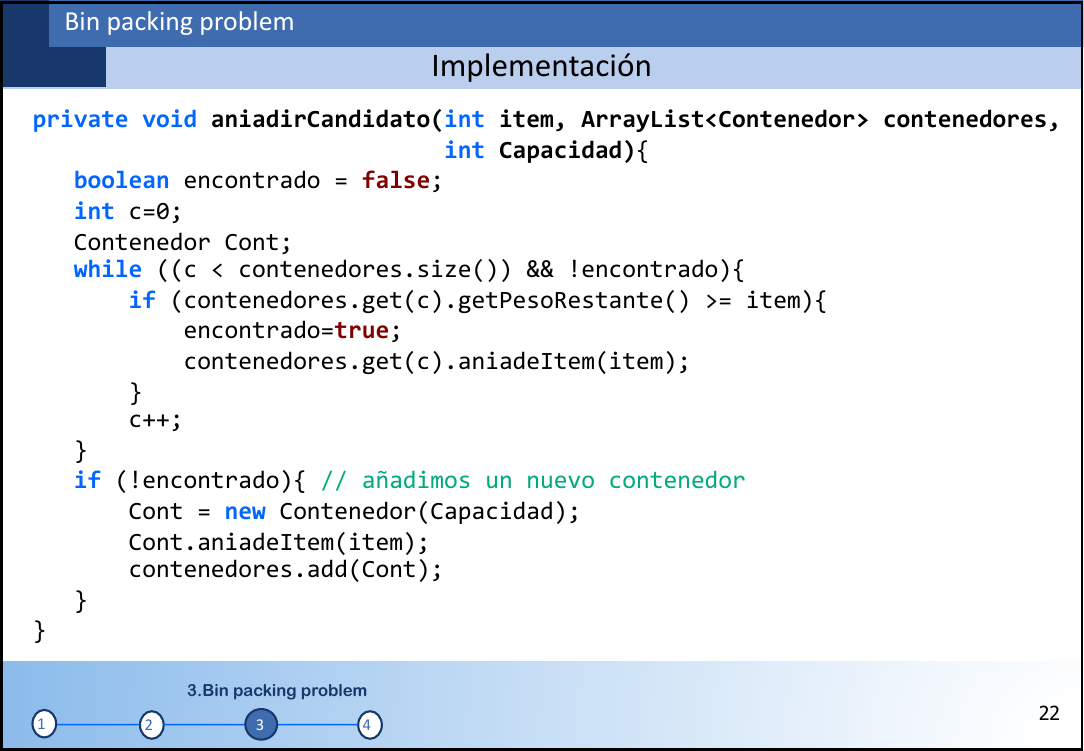 Bin packing problem
Implementación
private void aniadirCandidato(int item, ArrayList<Contenedor> contenedores,
int Capacidad){
boolean encontrado = false;
int c=0;
Contenedor Cont;
while ((c < contenedores.size()) && !encontrado){
if (contenedores.get(c).getPesoRestante() >= item){
encontrado=true;
contenedores.get(c).aniadeItem(item);
}
c++;
}
if (!encontrado){ // añadimos un nuevo contenedor
Cont = new Contenedor(Capacidad);
Cont.aniadeItem(item);
contenedores.add(Cont);
}
}
3.Bin packing problem
1 2 3 4
22